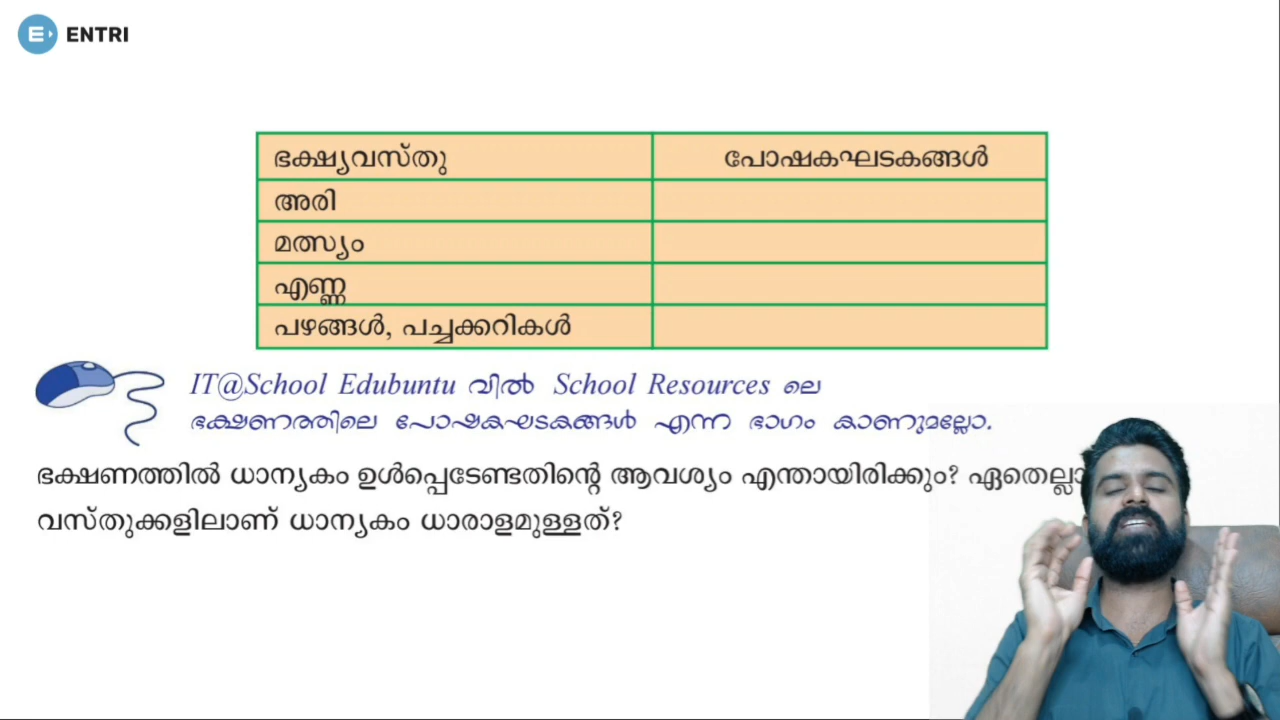 ENTRI
ഭക്ഷ്യവസ്തു പോഷകഘടകങ്ങൾ
അരി
മത്സ്യം
എണ്ണ
പഴങ്ങൾ, പച്ചക്കറികൾ
IT@School Edubuntu വിൽ School Resources ലെ
ഭക്ഷണത്തിലെ പോഷകഘടകങ്ങൾ എന്ന ഭാഗം കാണുമല്ലോ.
ഭക്ഷണത്തിൽ ധാന്യകം ഉൾപ്പെടേണ്ടതിന്റെ ആവശ്യം എന്തായിരിക്കും?
വസ്തുക്കളിലാണ് ധാന്യകം ധാരാളമുള്ളത്?